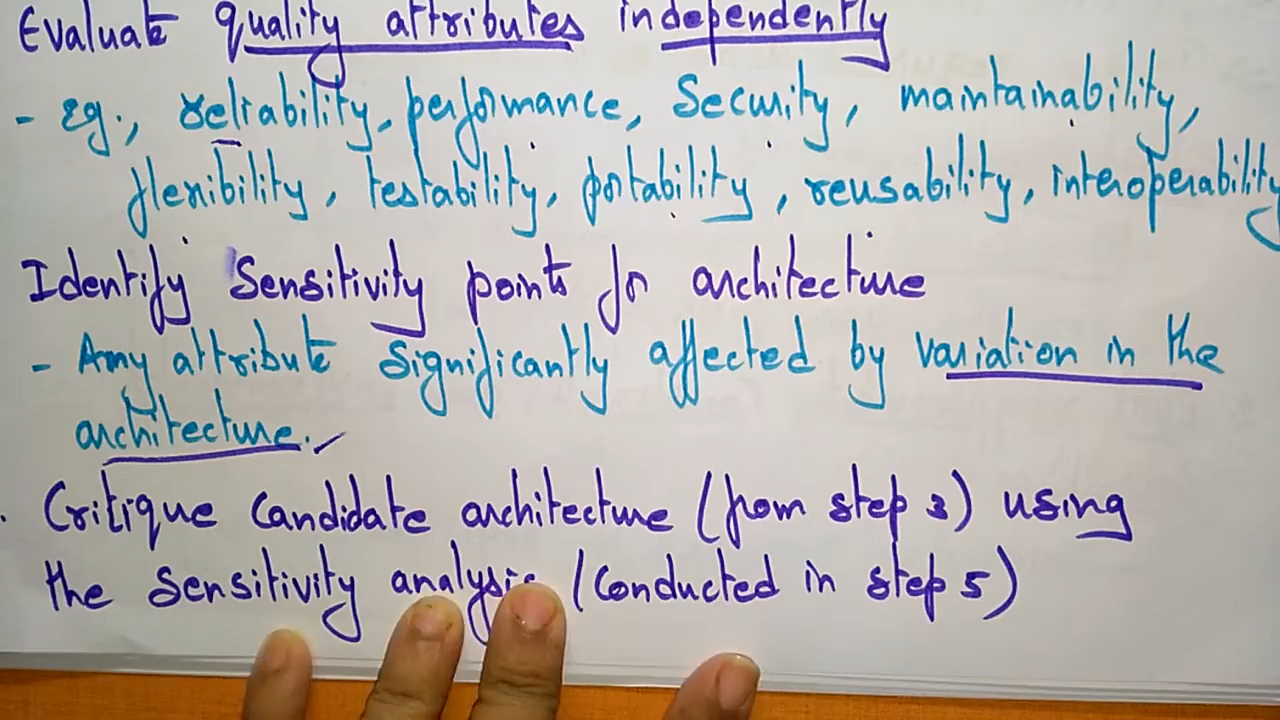 Evaluate quality attributes independently
- Eg., reliability, performance, Security, maintainability,
flexibility, testability, portability, reusability, interoperability
Identify Sensitivity points for architecture
- Any attribute significantly affected by variation in the
architecture.
. Critique Candidate architecture (from step 3) using
the Sensitivity analysis (Conducted in step 5)